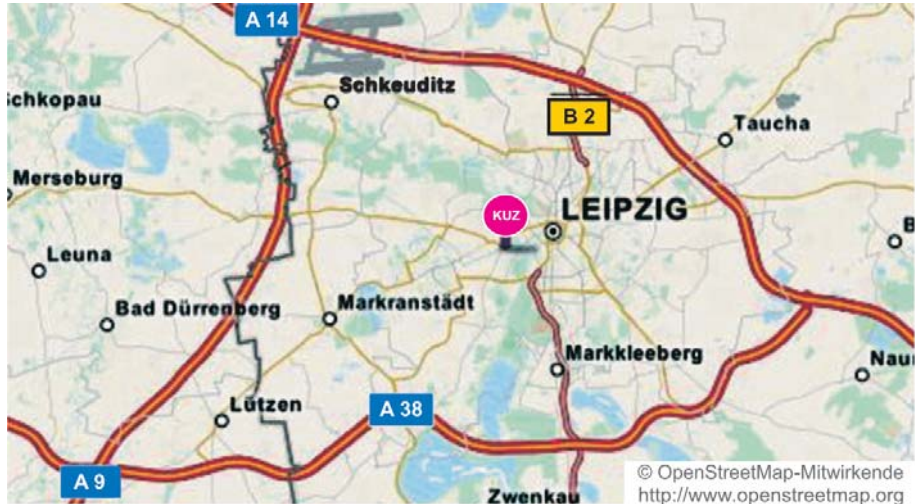 A 14
Schkeuditz
chkopau
B 2
Taucha
Merseburg
KUZ
LEIPZIG
B
Leuna
Bad Dürrenberg
Markranstädt
Markkleeberg
Naun
Lützen
A 38
A 9
Zwenkau
© OpenStreetMap-Mitwirkende
http://www.openstreetmap.org